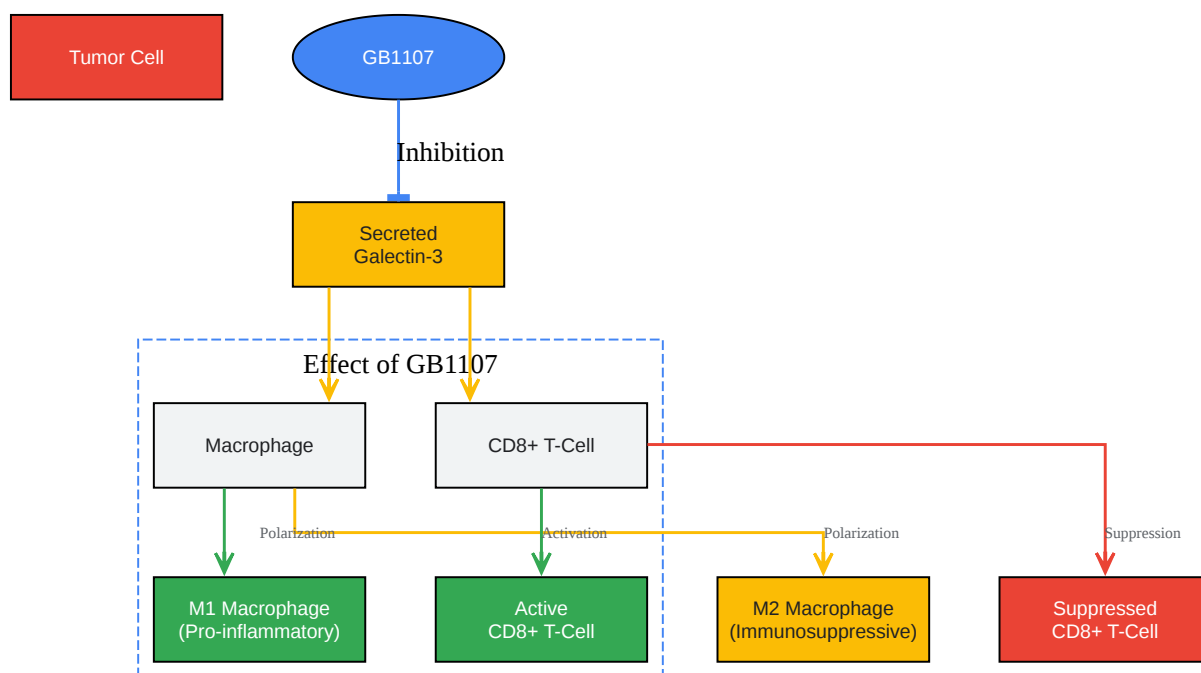 Tumor Cell
GB1107
Inhibition
Secreted
Galectin-3
Effect of GB1107
Macrophage
CD8+ T-Cell
Polarization
Activation
Polarization
Suppression
M1 Macrophage
(Pro-inflammatory)
Active
CD8+ T-Cell
M2 Macrophage
(Immunosuppressive)
Suppressed
CD8+ T-Cell